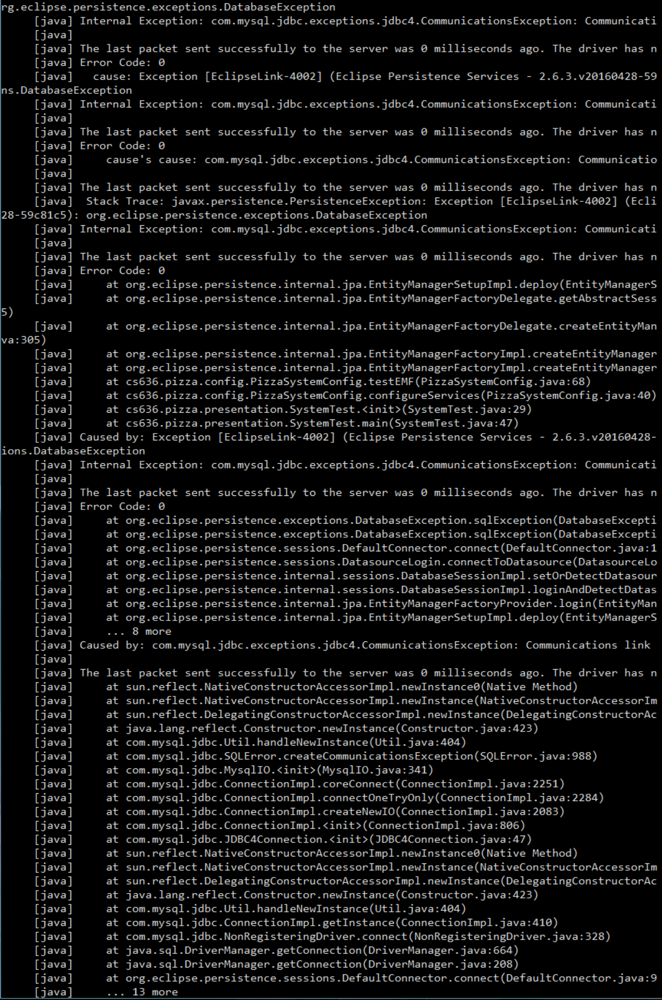 rg.eclipse.persistence.exceptions.DatabaseException
[java] Internal Exception: com.mysql.jdbc.exceptions.jdbc4.CommunicationsException: Communicati
[java]
[java] The last packet sent successfully to the server was 0 milliseconds ago. The driver has n
[java] Error Code: 0
[java]   cause: Exception [EclipseLink-4002] (Eclipse Persistence Services - 2.6.3.v20160428-59
ns.DatabaseException
[java] Internal Exception: com.mysql.jdbc.exceptions.jdbc4.CommunicationsException: Communicati
[java]
[java] The last packet sent successfully to the server was 0 milliseconds ago. The driver has n
[java] Error Code: 0
[java]     cause's cause: com.mysql.jdbc.exceptions.jdbc4.CommunicationsException: Communicatio
[java]
[java] The last packet sent successfully to the server was 0 milliseconds ago. The driver has n
[java]  Stack Trace: javax.persistence.PersistenceException: Exception [EclipseLink-4002] (Ecli
28-59c81c5): org.eclipse.persistence.exceptions.DatabaseException
[java] Internal Exception: com.mysql.jdbc.exceptions.jdbc4.CommunicationsException: Communicati
[java]
[java] The last packet sent successfully to the server was 0 milliseconds ago. The driver has n
[java] Error Code: 0
[java]     at org.eclipse.persistence.internal.jpa.EntityManagerSetupImpl.deploy(EntityManagerS
[java]     at org.eclipse.persistence.internal.jpa.EntityManagerFactoryDelegate.getAbstractSess
5)
[java]     at org.eclipse.persistence.internal.jpa.EntityManagerFactoryDelegate.createEntityMan
va:305)
[java]     at org.eclipse.persistence.internal.jpa.EntityManagerFactoryImpl.createEntityManager
[java]     at org.eclipse.persistence.internal.jpa.EntityManagerFactoryImpl.createEntityManager
[java]     at cs636.pizza.config.PizzaSystemConfig.testEMF(PizzaSystemConfig.java:68)
[java]     at cs636.pizza.config.PizzaSystemConfig.configureServices(PizzaSystemConfig.java:40)
[java]     at cs636.pizza.presentation.SystemTest.<init>(SystemTest.java:29)
[java]     at cs636.pizza.presentation.SystemTest.main(SystemTest.java:47)
[java] Caused by: Exception [EclipseLink-4002] (Eclipse Persistence Services - 2.6.3.v20160428-
ions.DatabaseException
[java] Internal Exception: com.mysql.jdbc.exceptions.jdbc4.CommunicationsException: Communicati
[java]
[java] The last packet sent successfully to the server was 0 milliseconds ago. The driver has n
[java] Error Code: 0
[java]     at org.eclipse.persistence.exceptions.DatabaseException.sqlException(DatabaseExcepti
[java]     at org.eclipse.persistence.exceptions.DatabaseException.sqlException(DatabaseExcepti
[java]     at org.eclipse.persistence.sessions.DefaultConnector.connect(DefaultConnector.java:1
[java]     at org.eclipse.persistence.sessions.DatasourceLogin.connectToDatasource(DatasourceLo
[java]     at org.eclipse.persistence.internal.sessions.DatabaseSessionImpl.setOrDetectDatasour
[java]     at org.eclipse.persistence.internal.sessions.DatabaseSessionImpl.loginAndDetectDatas
[java]     at org.eclipse.persistence.internal.jpa.EntityManagerFactoryProvider.login(EntityMan
[java]     at org.eclipse.persistence.internal.jpa.EntityManagerSetupImpl.deploy(EntityManagerS
[java]     ... 8 more
[java] Caused by: com.mysql.jdbc.exceptions.jdbc4.CommunicationsException: Communications link
[java]
[java] The last packet sent successfully to the server was 0 milliseconds ago. The driver has n
[java]     at sun.reflect.NativeConstructorAccessorImpl.newInstance0(Native Method)
[java]     at sun.reflect.NativeConstructorAccessorImpl.newInstance(NativeConstructorAccessorIm
[java]     at sun.reflect.DelegatingConstructorAccessorImpl.newInstance(DelegatingConstructorAc
[java]     at java.lang.reflect.Constructor.newInstance(Constructor.java:423)
[java]     at com.mysql.jdbc.Util.handleNewInstance(Util.java:404)
[java]     at com.mysql.jdbc.SQLError.createCommunicationsException(SQLError.java:988)
[java]     at com.mysql.jdbc.MysqlIO.<init>(MysqlIO.java:341)
[java]     at com.mysql.jdbc.ConnectionImpl.coreConnect(ConnectionImpl.java:2251)
[java]     at com.mysql.jdbc.ConnectionImpl.connectOneTryOnly(ConnectionImpl.java:2284)
[java]     at com.mysql.jdbc.ConnectionImpl.createNewIO(ConnectionImpl.java:2083)
[java]     at com.mysql.jdbc.ConnectionImpl.<init>(ConnectionImpl.java:806)
[java]     at com.mysql.jdbc.JDBC4Connection.<init>(JDBC4Connection.java:47)
[java]     at sun.reflect.NativeConstructorAccessorImpl.newInstance0(Native Method)
[java]     at sun.reflect.NativeConstructorAccessorImpl.newInstance(NativeConstructorAccessorIm
[java]     at sun.reflect.DelegatingConstructorAccessorImpl.newInstance(DelegatingConstructorAc
[java]     at java.lang.reflect.Constructor.newInstance(Constructor.java:423)
[java]     at com.mysql.jdbc.Util.handleNewInstance(Util.java:404)
[java]     at com.mysql.jdbc.ConnectionImpl.getInstance(ConnectionImpl.java:410)
[java]     at com.mysql.jdbc.NonRegisteringDriver.connect(NonRegisteringDriver.java:328)
[java]     at java.sql.DriverManager.getConnection(DriverManager.java:664)
[java]     at java.sql.DriverManager.getConnection(DriverManager.java:208)
[java]     at org.eclipse.persistence.sessions.DefaultConnector.connect(DefaultConnector.java:9
[java]     ... 13 more